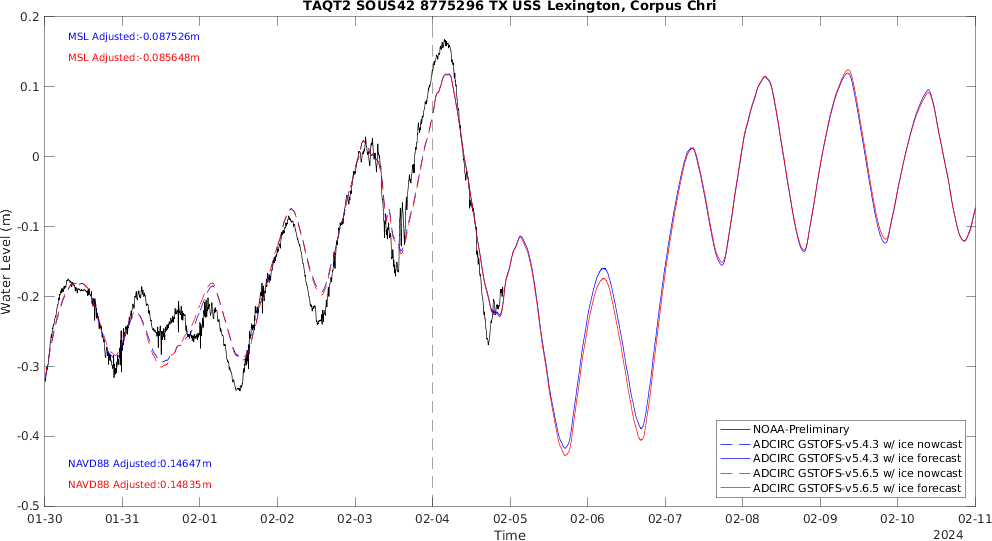 TAQT2 SOUS42 8775296 TX USS Lexington, Corpus Chri
MSL Adjusted:-0.087526m
MSL Adjusted:-0.085648m
Water Level (m)
0.2
0.1
0
-0.1
-0.2
-0.3
-0.4
-0.5
NAVD88 Adjusted:0.14647m
NAVD88 Adjusted:0.14835m
NOAA-Preliminary
ADCIRC GSTOFS-v5.4.3 w/ ice nowcast
ADCIRC GSTOFS-v5.4.3 w/ ice forecast
ADCIRC GSTOFS-v5.6.5 w/ ice nowcast
ADCIRC GSTOFS-v5.6.5 w/ ice forecast
01-30 01-31 02-01 02-02 02-03 02-04 02-05 02-06 02-07 02-08 02-09 02-10 02-11
Time
2024